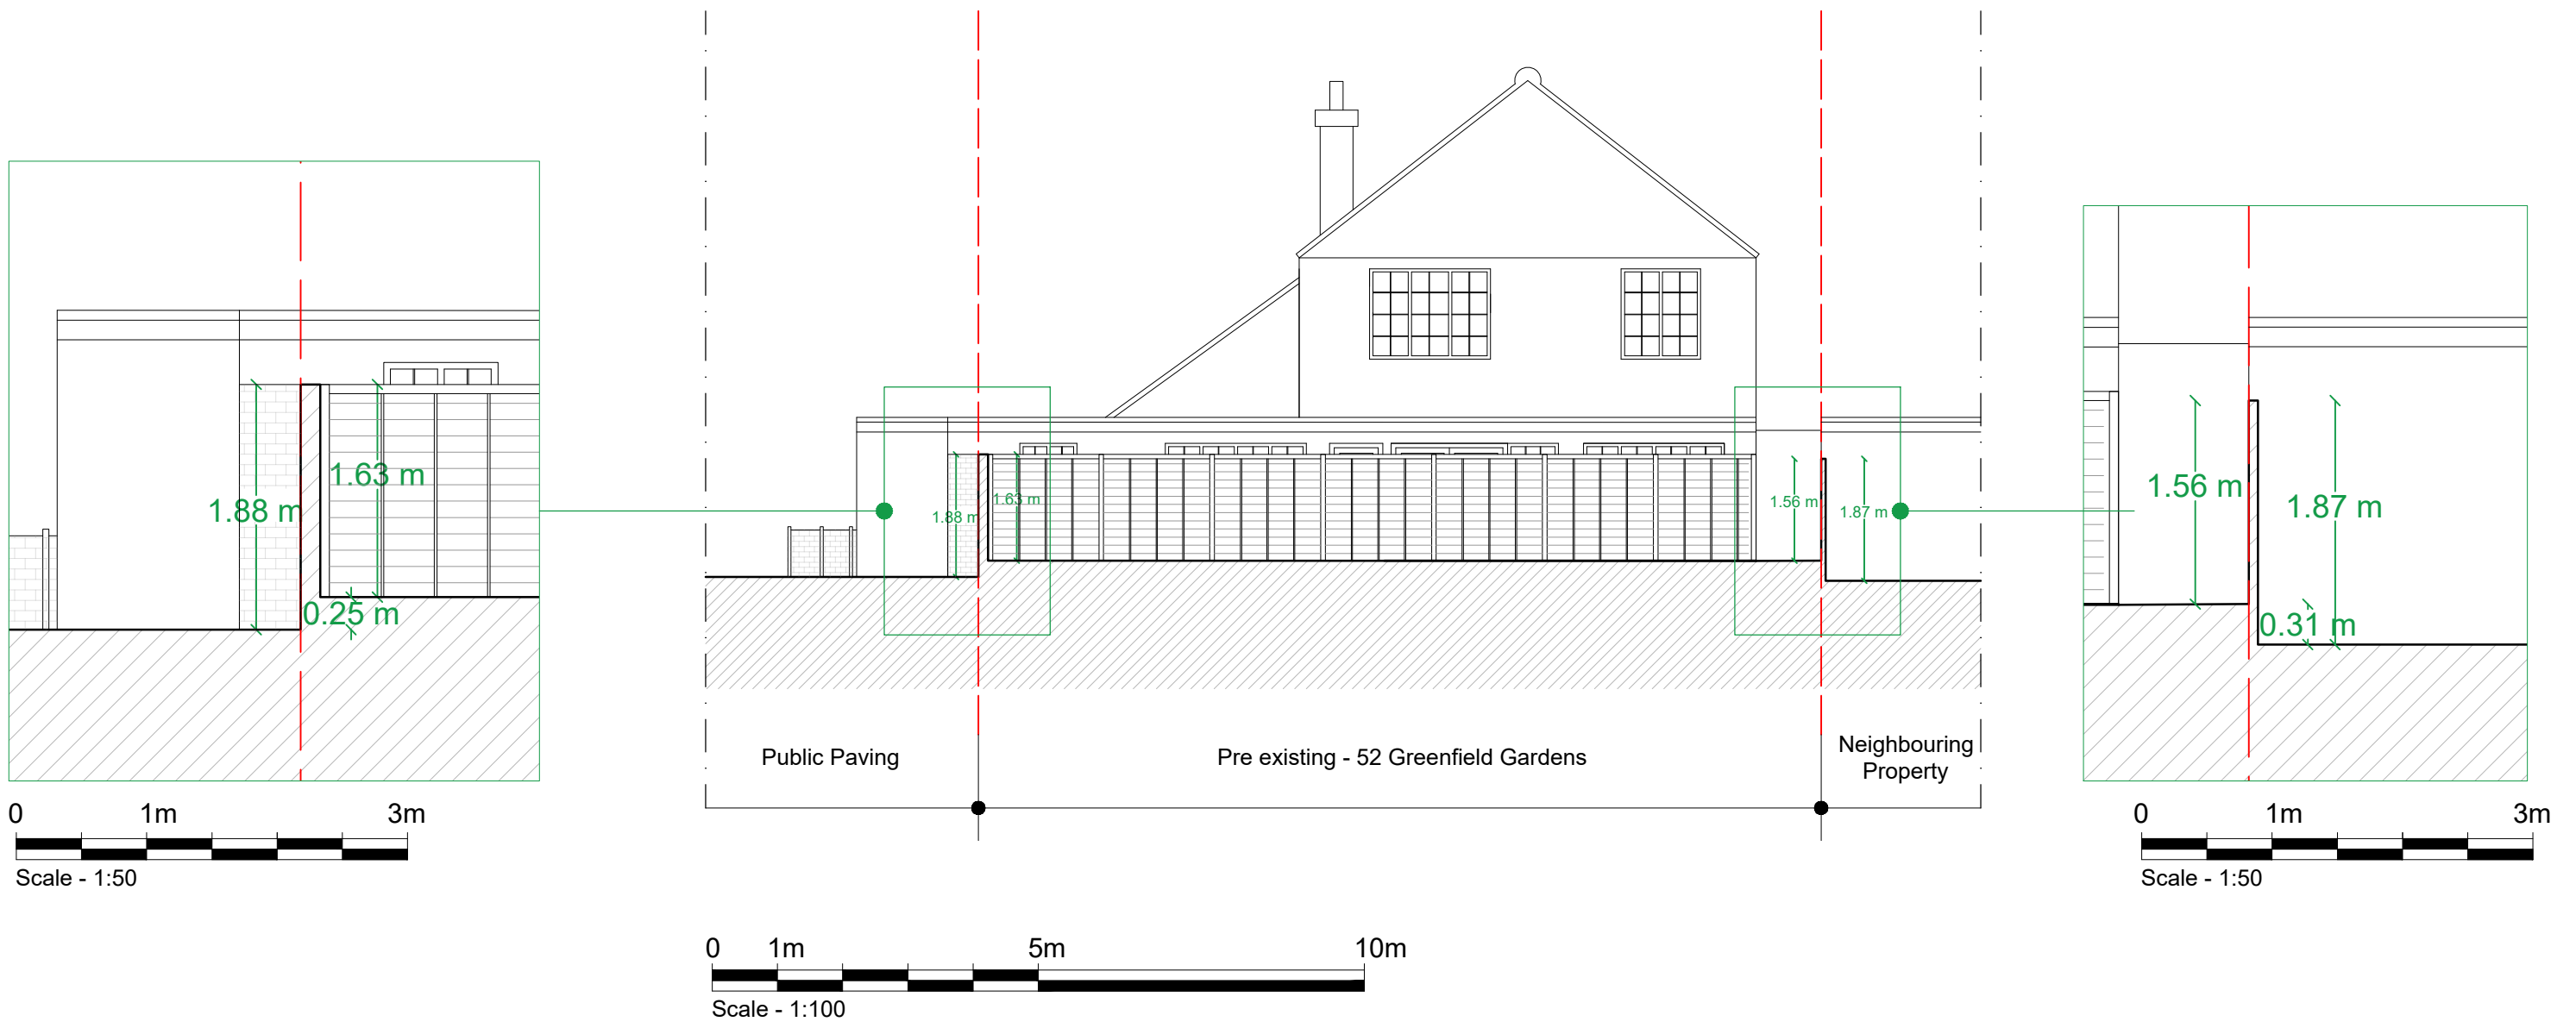 1.88 m
1.63 m
0.25 m
0 1m 3m
Scale - 1:50
1.88 m
1.63 m
1.56 m
1.87 m
Public Paving
Pre existing - 52 Greenfield Gardens
Neighbouring
Property
0 1m 5m 10m
Scale - 1:100
1.56 m
1.87 m
0.31 m
0 1m 3m
Scale - 1:50